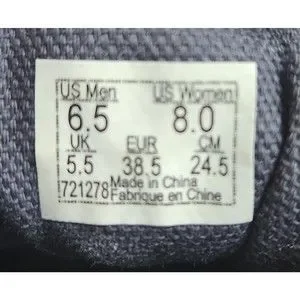 US Men US Women
6.5 8.0
UK EUR CM
5.5 38.5 24.5
721278 Made in China
Fabrique en Chine